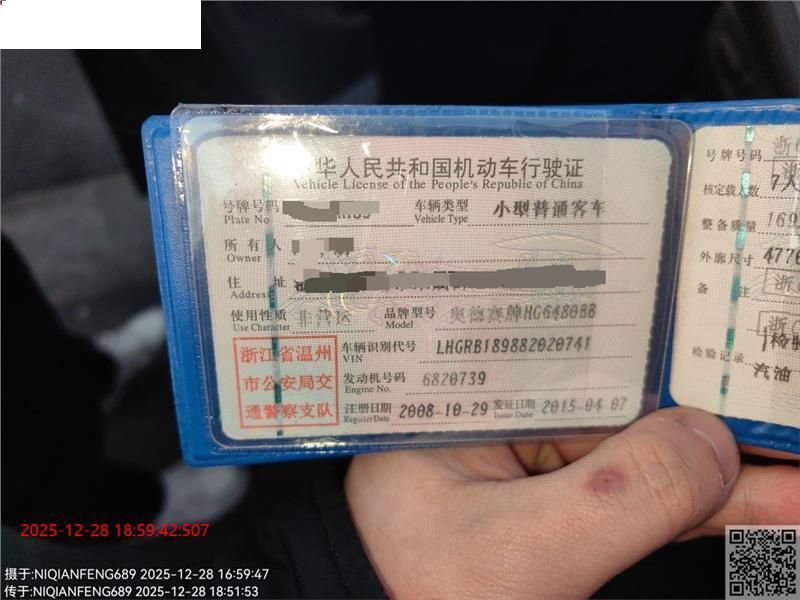 华人民共和国机动车行驶证
Vehicle License of the People's Republic of China
号牌号码
Plate No.
车辆类型 小型普通客车
Vehicle Type
所有人
Owner
住 址
Address
使用性质 非营运 品牌型号 奥德赛牌HG6480BB
Use Character Model
浙江省温州
市公安局交
通警察支队
车辆识别代号 LHGRB189882020741
VIN
发动机号码 6820739
Engine No.
注册日期 2008-10-29 发证日期 2015-04-07
Register Date Issue Date
号牌号码 浙
核定载人数 7人
整备质量 169
外廓尺寸 477
备 注
检验记录
汽油
2025-12-28 18:59:42:507
摄于:NIQIANFENG689 2025-12-28 16:59:47
传于:NIQIANFENG689 2025-12-28 18:51:53